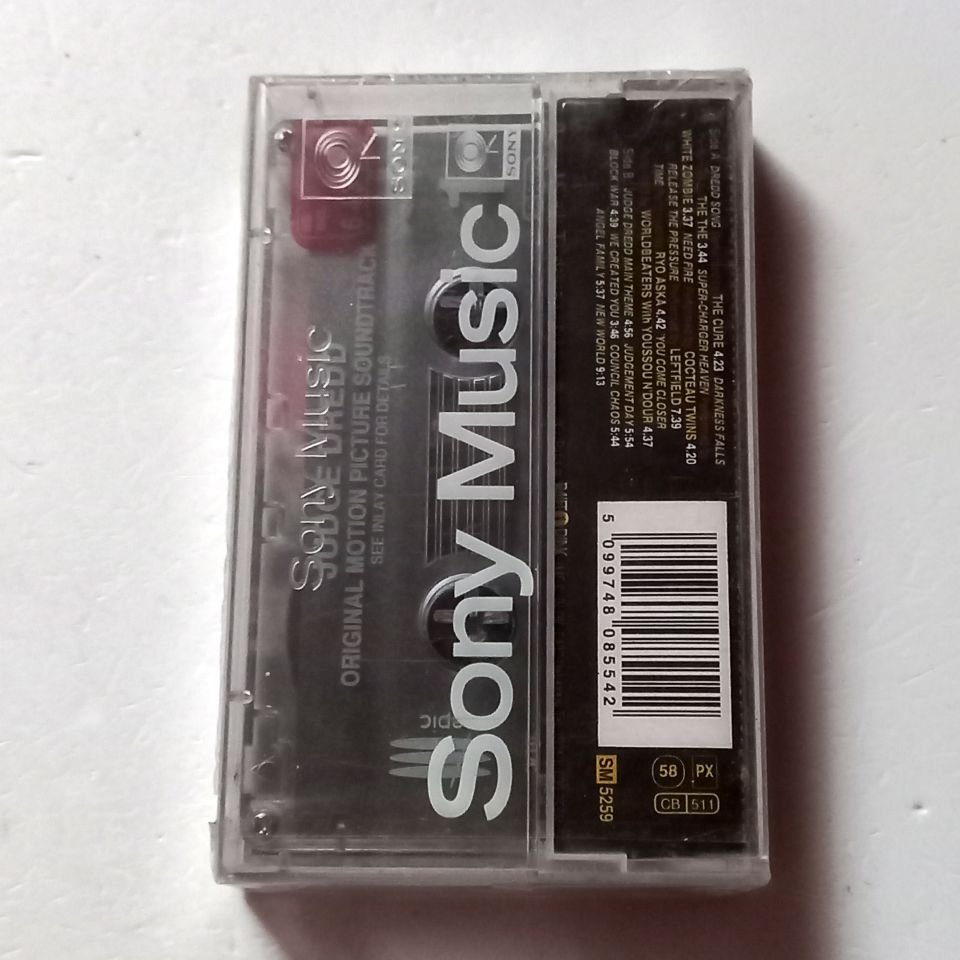 SONY
SONY
Sony Music
Sony Music
JUDGE DREDD
ORIGINAL MOTION PICTURE SOUNDTRACK
SEE INLAY CARD FOR DETAILS
epic
Side A DREDD SONG THE CURE 4.23 DARKNESS FALLS
THE THE 3.44 SUPER-CHARGER HEAVEN
WHITE ZOMBIE 3.37 NEED FIRE COCTEAU TWINS 4.20
RELEASE THE PRESSURE LEFTFIELD 7.39
TIME RYO ASKA 4.42 YOU COME CLOSER
WORLDBEATERS With YOUSSOU N'DOUR 4.37
Side B JUDGE DREDD MAIN THEME 4:56 JUDGEMENT DAY 5:54
BLOCK WAR 4:39 WE CREATED YOU 3:46 COUNCIL CHAOS 5:44
ANGEL FAMILY 5:37 NEW WORLD 9:13
5 099748 085542
58 PX
CB 511
SM 5259